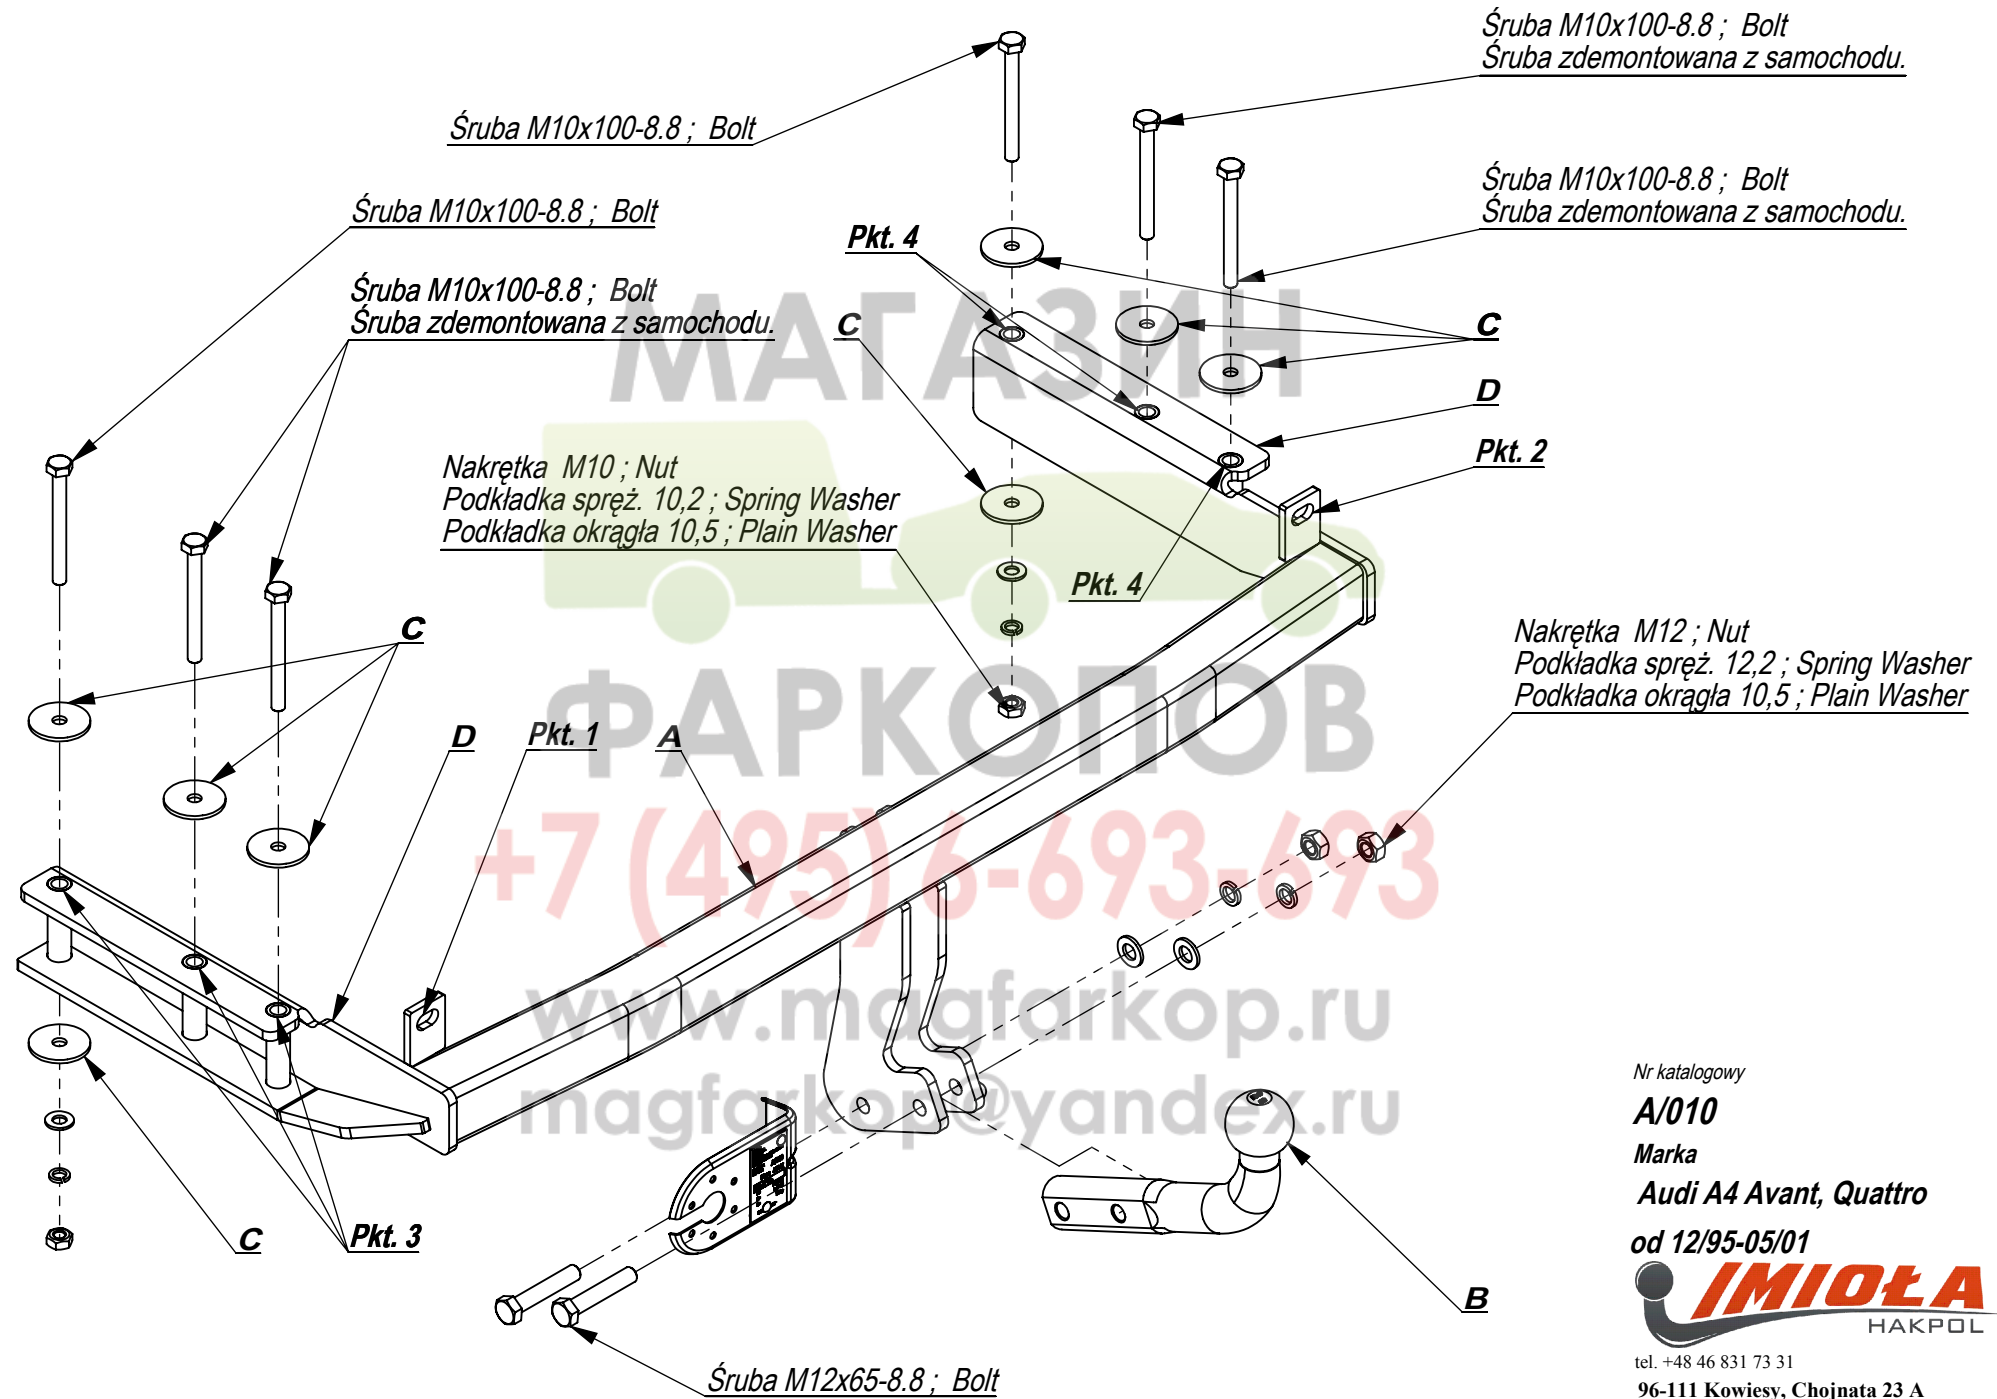 Śruba M10x100-8.8 ; Bolt
Śruba zdemontowana z samochodu.
Śruba M10x100-8.8 ; Bolt
Śruba M10x100-8.8 ; Bolt
Śruba zdemontowana z samochodu.
Śruba M10x100-8.8 ; Bolt
Pkt. 4
Śruba M10x100-8.8 ; Bolt
Śruba zdemontowana z samochodu.
C
C
МАГАЗИН
D
Pkt. 2
Nakrętka M10 ; Nut
Podkładka spręż. 10,2 ; Spring Washer
Podkładka okrągła 10,5 ; Plain Washer
Pkt. 4
C
Nakrętka M12 ; Nut
Podkładka spręż. 12,2 ; Spring Washer
Podkładka okrągła 10,5 ; Plain Washer
ФАРКОПОВ
D
Pkt. 1
A
+7 (495) 6-693-693
www.magfarkop.ru
magfarkop@yandex.ru
Nr katalogowy
A/010
Marka
Audi A4 Avant, Quattro
od 12/95-05/01
C
Pkt. 3
B
IMIOŁA
HAKPOL
tel. +48 46 831 73 31
96-111 Kowiesy, Chojnata 23 A
Śruba M12x65-8.8 ; Bolt